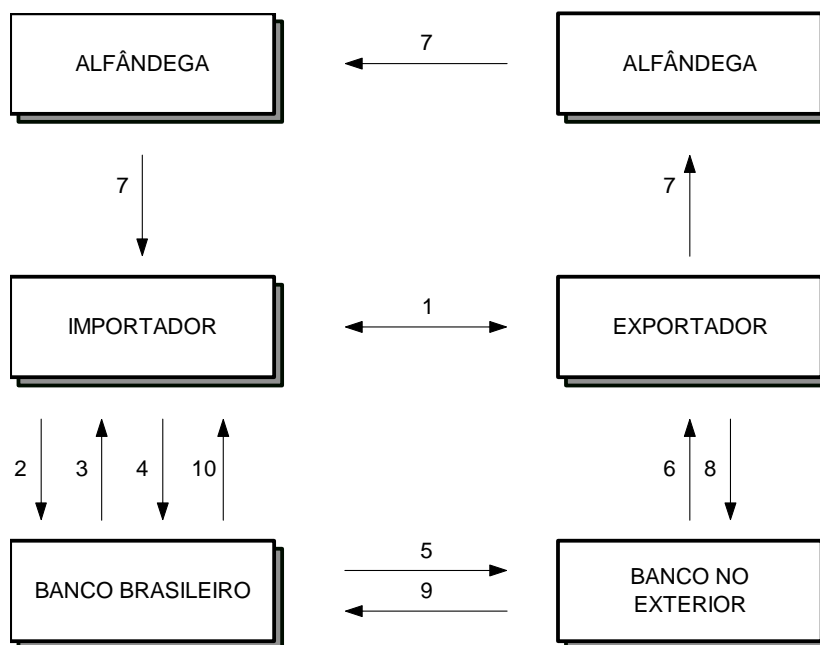 ALFÂNDEGA
7
ALFÂNDEGA
7
7
IMPORTADOR
1
EXPORTADOR
2
3
4
10
6
8
BANCO BRASILEIRO
5
9
BANCO NO
EXTERIOR